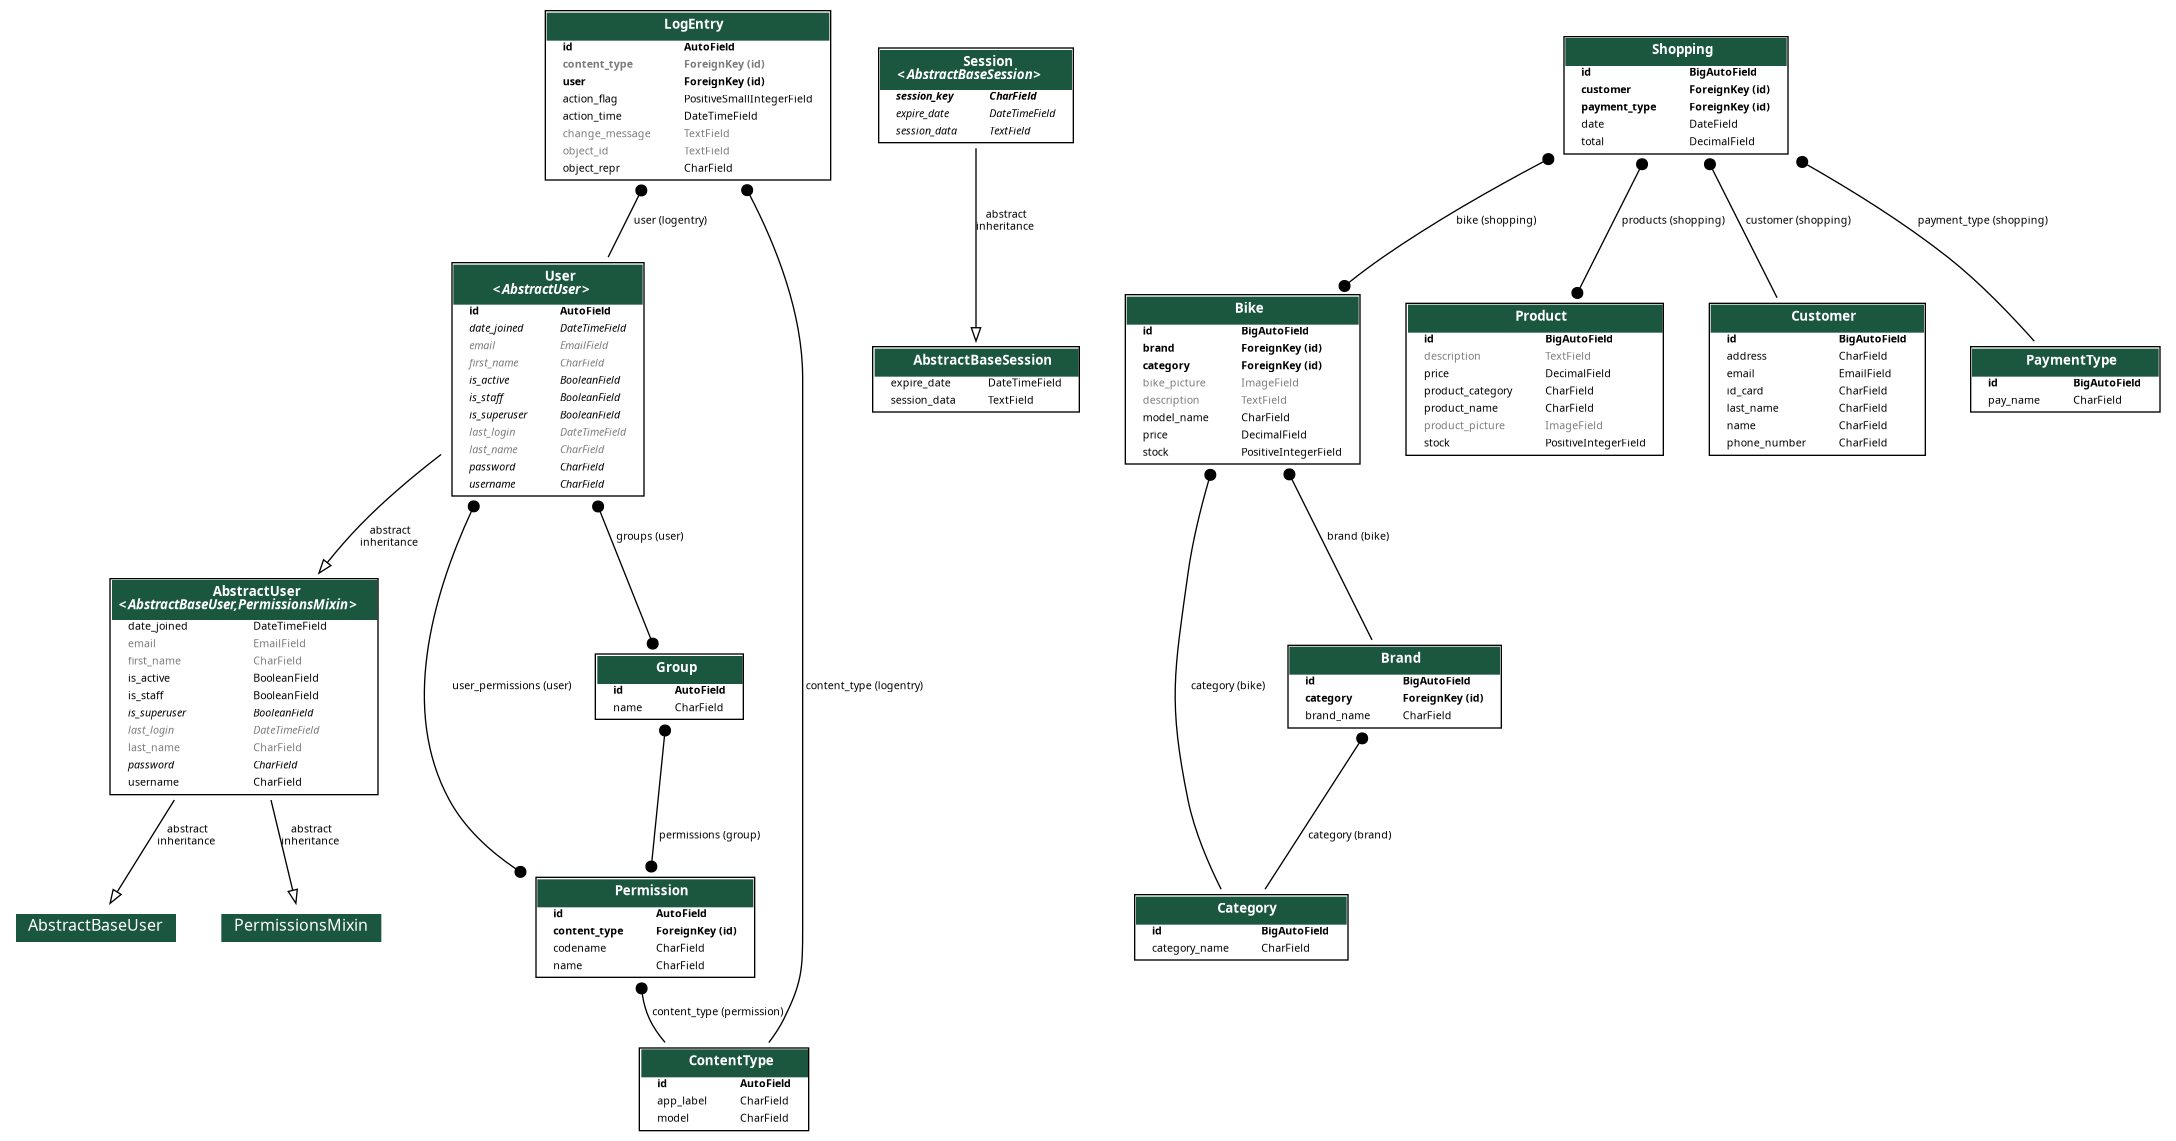 LogEntry
id AutoField
content_type ForeignKey (id)
user ForeignKey (id)
action_flag PositiveSmallIntegerField
action_time DateTimeField
change_message TextField
object_id TextField
object_repr CharField
Session
<AbstractBaseSession>
session_key CharField
expire_date DateTimeField
session_data TextField
Shopping
id BigAutoField
customer ForeignKey (id)
payment_type ForeignKey (id)
date DateField
total DecimalField
user (logentry)
abstract
inheritance
bike (shopping)
products (shopping)
customer (shopping)
payment_type (shopping)
User
<AbstractUser>
id AutoField
date_joined DateTimeField
email EmailField
first_name CharField
is_active BooleanField
is_staff BooleanField
is_superuser BooleanField
last_login DateTimeField
last_name CharField
password CharField
username CharField
AbstractBaseSession
expire_date DateTimeField
session_data TextField
Bike
id BigAutoField
brand ForeignKey (id)
category ForeignKey (id)
bike_picture ImageField
description TextField
model_name CharField
price DecimalField
stock PositiveIntegerField
Product
id BigAutoField
description TextField
price DecimalField
product_category CharField
product_name CharField
product_picture ImageField
stock PositiveIntegerField
Customer
id BigAutoField
address CharField
email EmailField
id_card CharField
last_name CharField
name CharField
phone_number CharField
PaymentType
id BigAutoField
pay_name CharField
abstract
inheritance
groups (user)
brand (bike)
AbstractUser
<AbstractBaseUser,PermissionsMixin>
date_joined DateTimeField
email EmailField
first_name CharField
is_active BooleanField
is_staff BooleanField
is_superuser BooleanField
last_login DateTimeField
last_name CharField
password CharField
username CharField
user_permissions (user)
Group
id AutoField
name CharField
content_type (logentry)
category (bike)
Brand
id BigAutoField
category ForeignKey (id)
brand_name CharField
abstract
inheritance
abstract
inheritance
permissions (group)
category (brand)
AbstractBaseUser
PermissionsMixin
Permission
id AutoField
content_type ForeignKey (id)
codename CharField
name CharField
Category
id BigAutoField
category_name CharField
content_type (permission)
ContentType
id AutoField
app_label CharField
model CharField